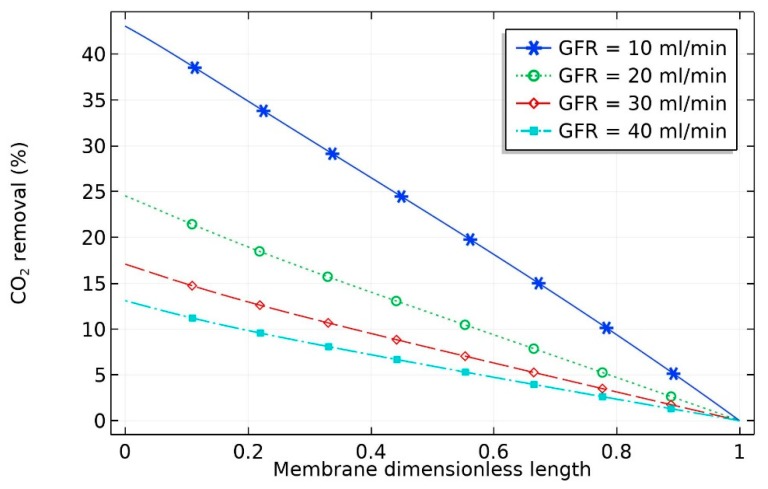 GFR = 10 ml/min
GFR = 20 ml/min
GFR = 30 ml/min
GFR = 40 ml/min
CO₂ removal (%)
40
35
30
25
20
15
10
5
0
0 0.2 0.4 0.6 0.8 1
Membrane dimensionless length